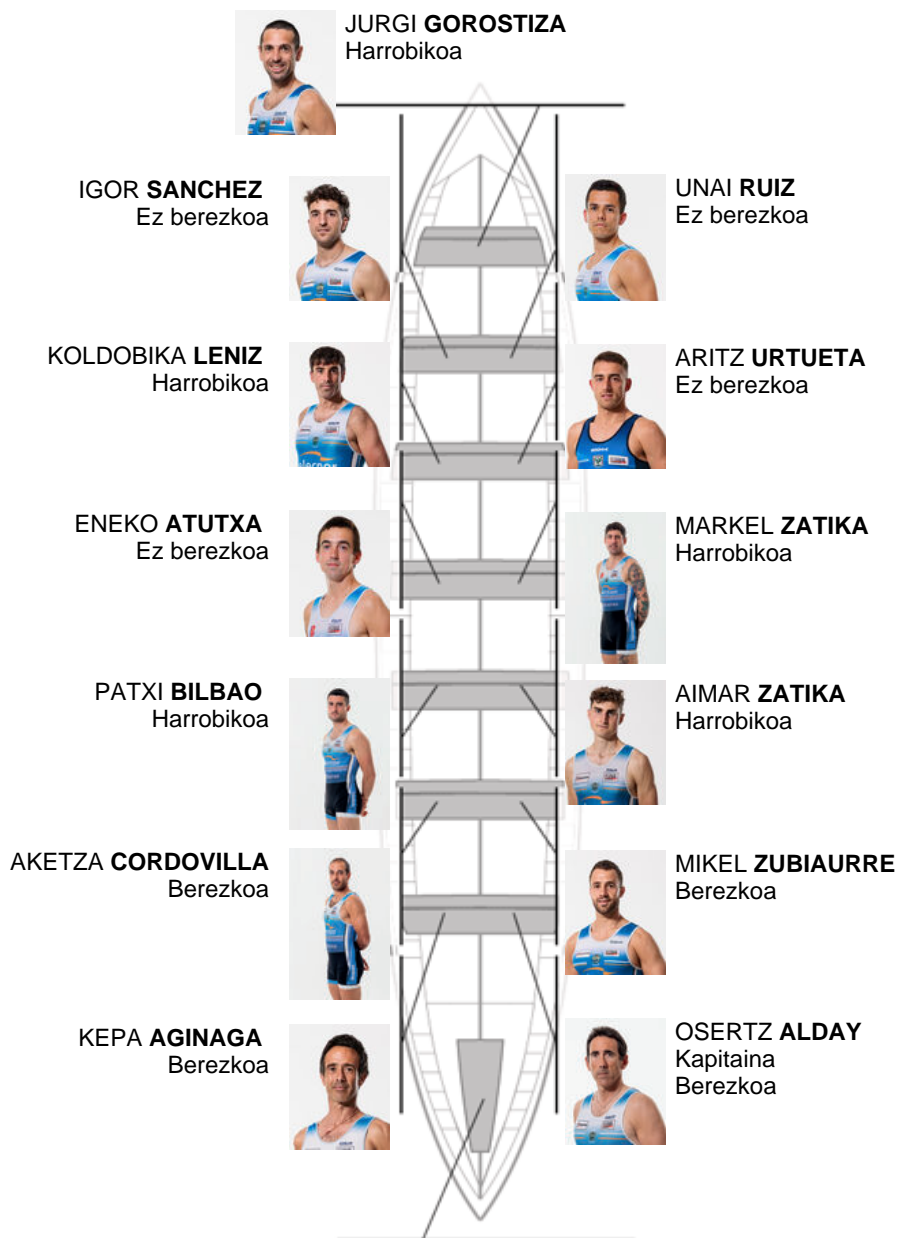 JURGI GOROSTIZA
Harrobikoa
IGOR SANCHEZ
Ez berezkoa
UNAI RUIZ
Ez berezkoa
KOLDOBIKA LENIZ
Harrobikoa
ARITZ URTUETA
Ez berezkoa
ENEKO ATUTXA
Ez berezkoa
MARKEL ZATIKA
Harrobikoa
PATXI BILBAO
Harrobikoa
AIMAR ZATIKA
Harrobikoa
AKETZA CORDOVILLA
Berezkoa
MIKEL ZUBIAURRE
Berezkoa
KEPA AGINAGA
Berezkoa
OSERTZ ALDAY
Kapitaina
Berezkoa